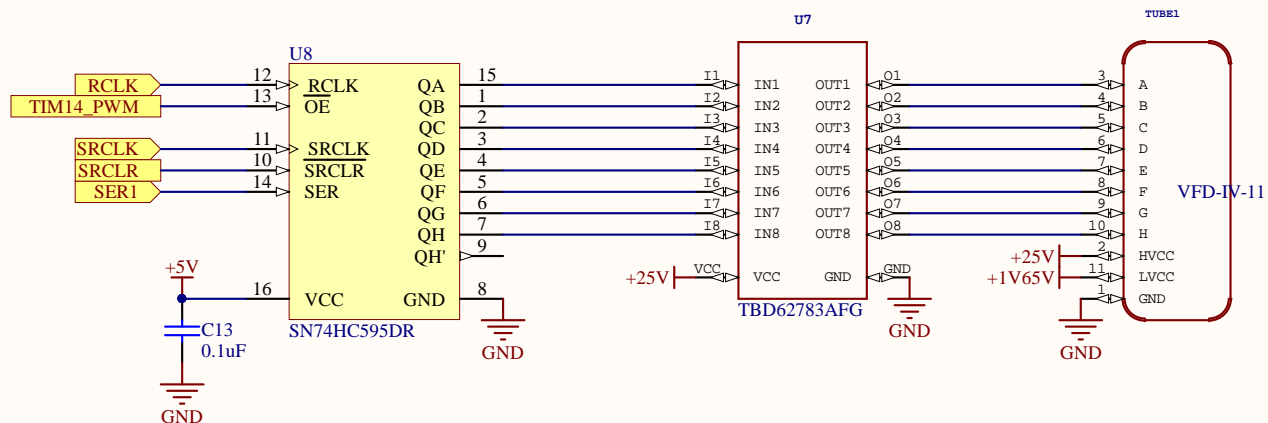 U7
TUBE1
U8
RCLK 12 RCLK QA 15 I1 IN1 OUT1 O1 3 A
TIM14_PWM 13 OE QB 1 I2 IN2 OUT2 O2 4 B
QC 2 I3 IN3 OUT3 O3 5 C
SRCLK 11 SRCLK QD 3 I4 IN4 OUT4 O4 6 D
SRCLR 10 SRCLR QE 4 I5 IN5 OUT5 O5 7 E
SER1 14 SER QF 5 I6 IN6 OUT6 O6 8 F VFD-IV-11
QG 6 I7 IN7 OUT7 O7 9 G
QH 7 I8 IN8 OUT8 O8 10 H
QH' 9 +25V 2 HVCC
+5V +25V VCC VCC GND GND +1V65V 11 LVCC
16 VCC GND 8 1 GND
SN74HC595DR TBD62783AFG
C13
0.1uF
GND GND GND
GND